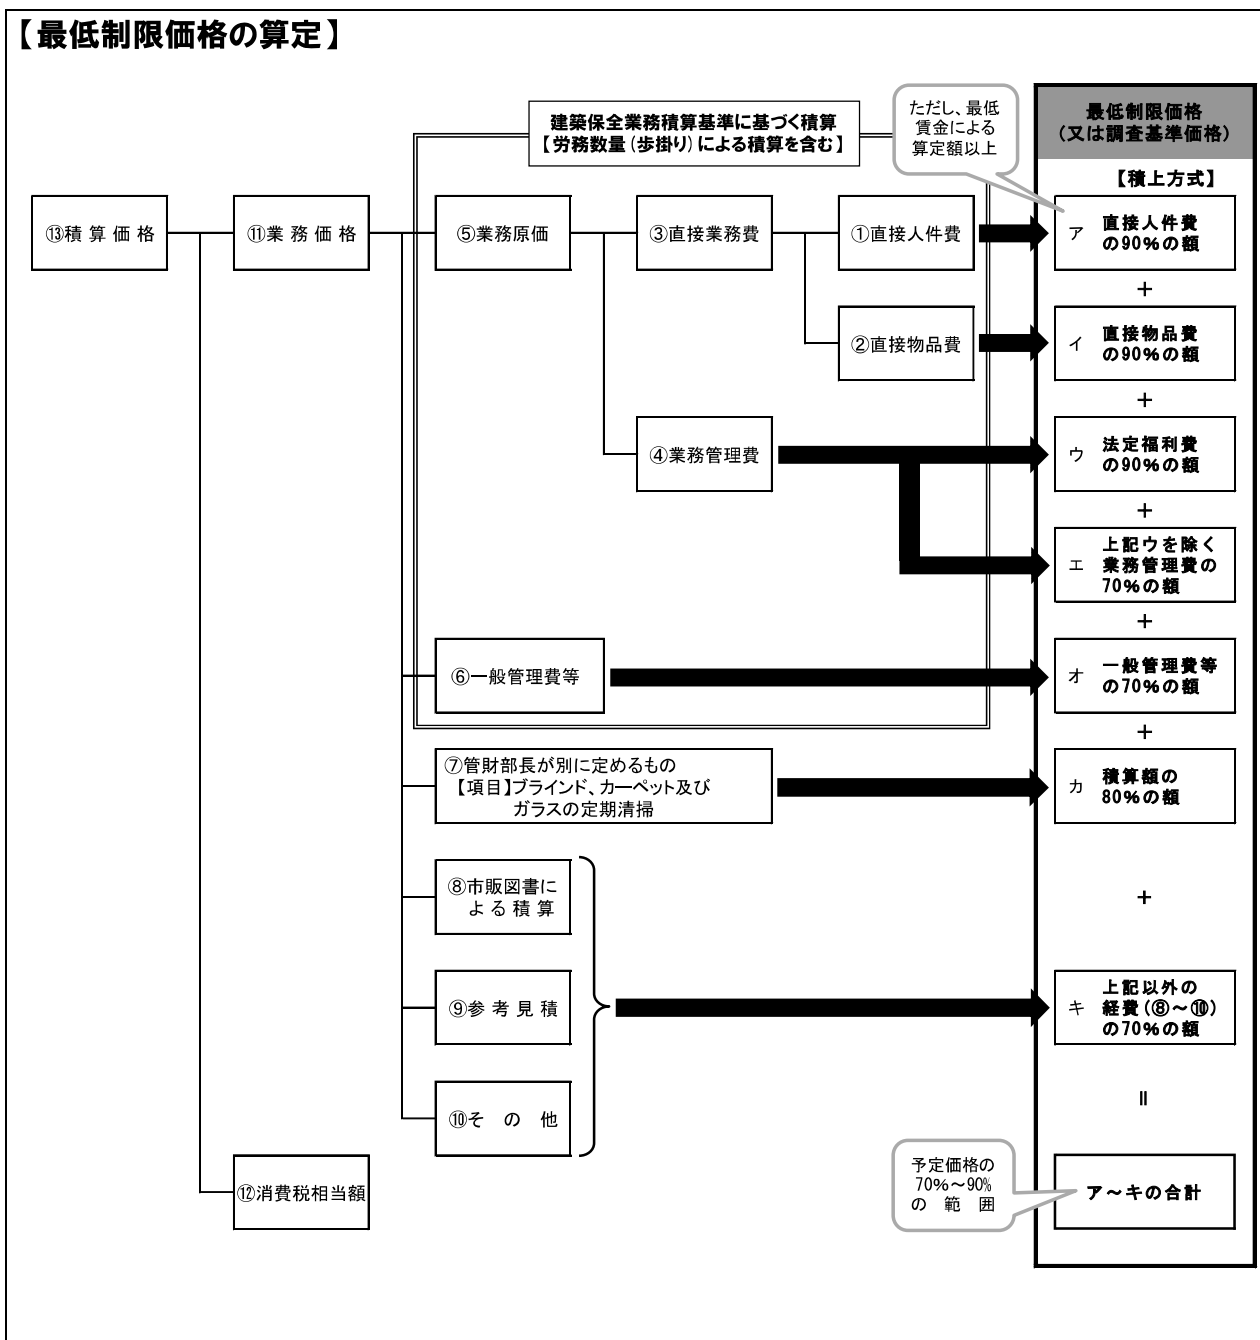 【最低制限価格の算定】
建築保全業務積算基準に基づく積算
【労務数量(歩掛り)による積算を含む】
ただし、最低
賃金による
算定額以上
最低制限価格
(又は調査基準価格)
【積上方式】
⑬積算価格
⑪業務価格
⑤業務原価
③直接業務費
①直接人件費
ア 直接人件費
の90%の額
+
②直接物品費
イ 直接物品費
の90%の額
+
④業務管理費
ウ 法定福利費
の90%の額
+
エ 上記ウを除く
業務管理費の
70%の額
+
⑥一般管理費等
オ 一般管理費等
の70%の額
+
⑦管財部長が別に定めるもの
【項目】ブラインド、カーペット及び
ガラスの定期清掃
カ 積算額の
80%の額
+
⑧市販図書に
よる積算
⑨参考見積
キ 上記以外の
経費(⑧~⑩)
の70%の額
⑩その他
=
⑫消費税相当額
予定価格の
70%~90%
の範囲
ア~キの合計